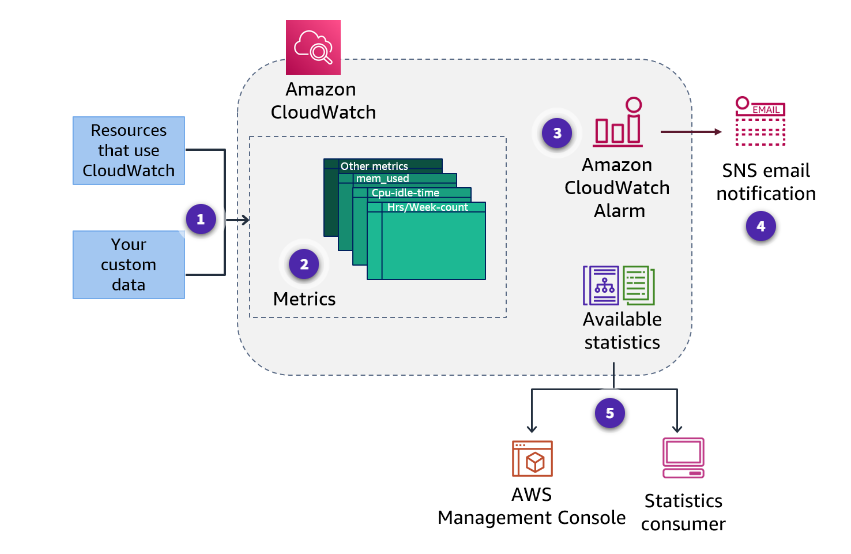 Amazon
CloudWatch
Resources
that use
CloudWatch
1
Your
custom
data
Other metrics
mem_used
Cpu-idle-time
Hrs/Week-count
2
Metrics
3
Amazon
CloudWatch
Alarm
EMAIL
SNS email
notification
4
Available
statistics
5
AWS
Management Console
Statistics
consumer